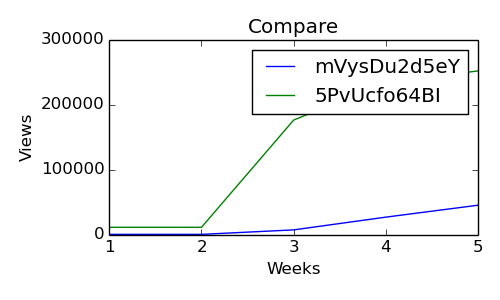 Compare
300000
200000
100000
0
Views
mVysDu2d5eY
5PvUcfo64BI
1 2 3 4 5
Weeks